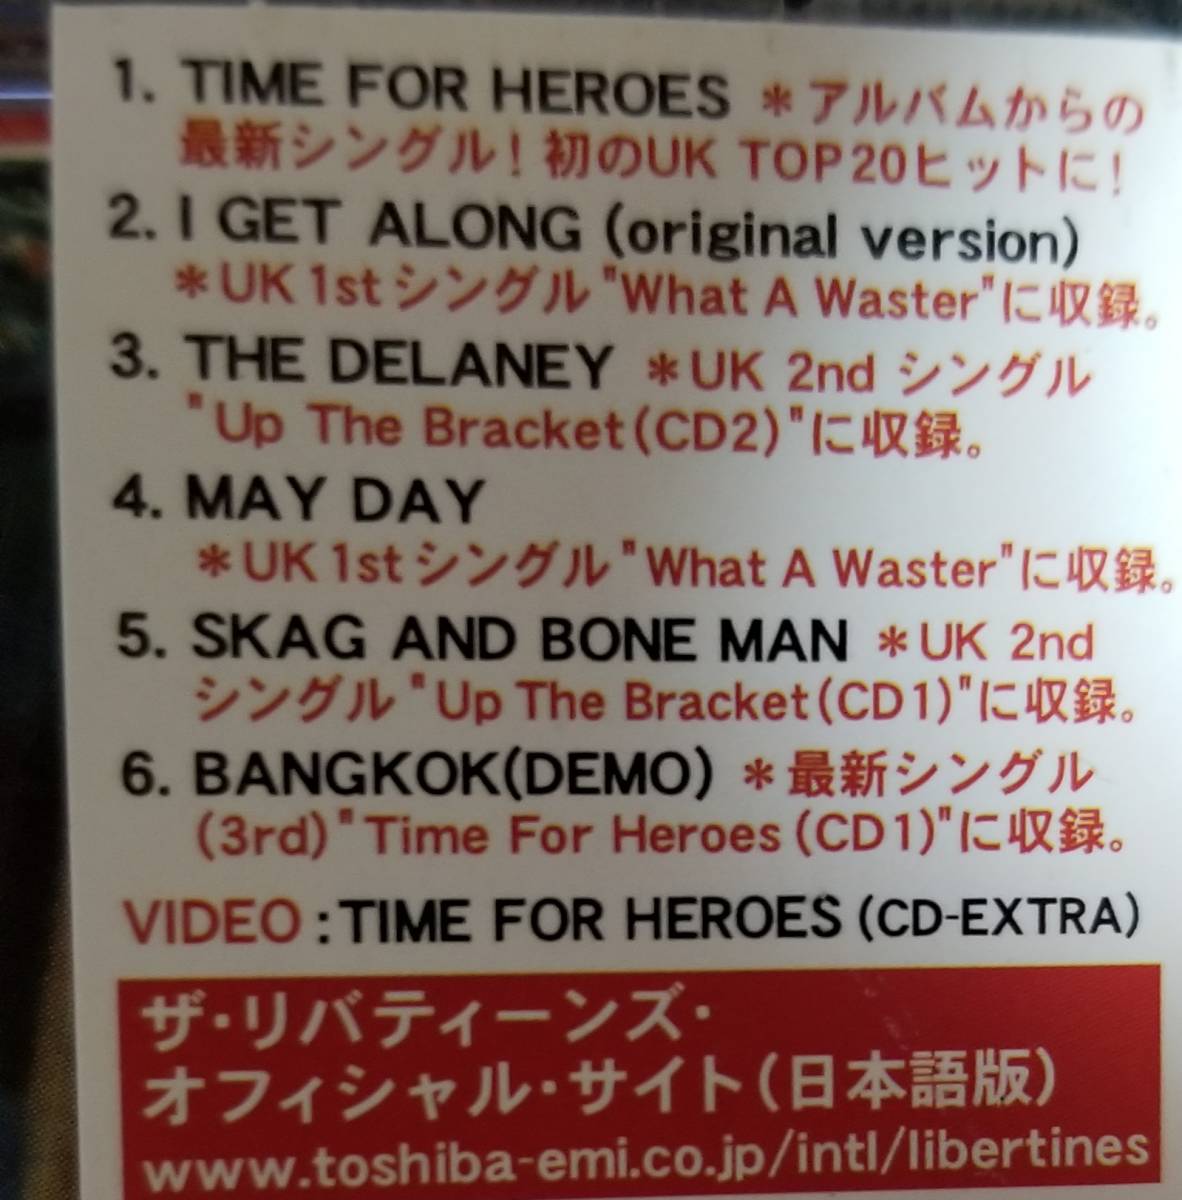 1. TIME FOR HEROES *アルバムからの
最新シングル!初のUK TOP20ヒットに!
2. I GET ALONG (original version)
*UK 1stシングル"What A Waster"に収録。
3. THE DELANEY *UK 2nd シングル
"Up The Bracket(CD2)"に収録。
4. MAY DAY
*UK 1stシングル"What A Waster"に収録。
5. SKAG AND BONE MAN *UK 2nd
シングル"Up The Bracket(CD1)"に収録。
6. BANGKOK(DEMO) *最新シングル
(3rd)"Time For Heroes(CD1)"に収録。
VIDEO:TIME FOR HEROES(CD-EXTRA)
ザ・リバティーンズ・
オフィシャル・サイト(日本語版)
www.toshiba-emi.co.jp/intl/libertines